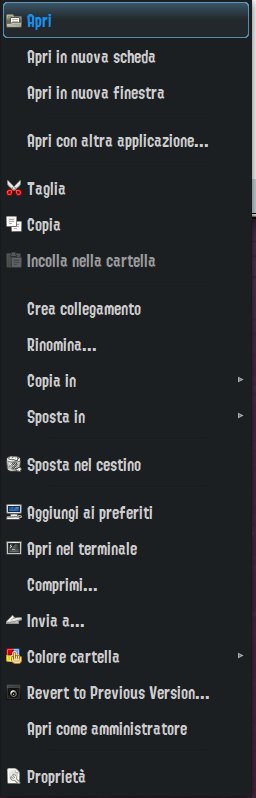 Apri
Apri in nuova scheda
Apri in nuova finestra
Apri con altra applicazione...
Taglia
Copia
Incolla nella cartella
Crea collegamento
Rinomina...
Copia in
Sposta in
Sposta nel cestino
Aggiungi ai preferiti
Apri nel terminale
Comprimi...
Invia a...
Colore cartella
Revert to Previous Version...
Apri come amministratore
Proprietà